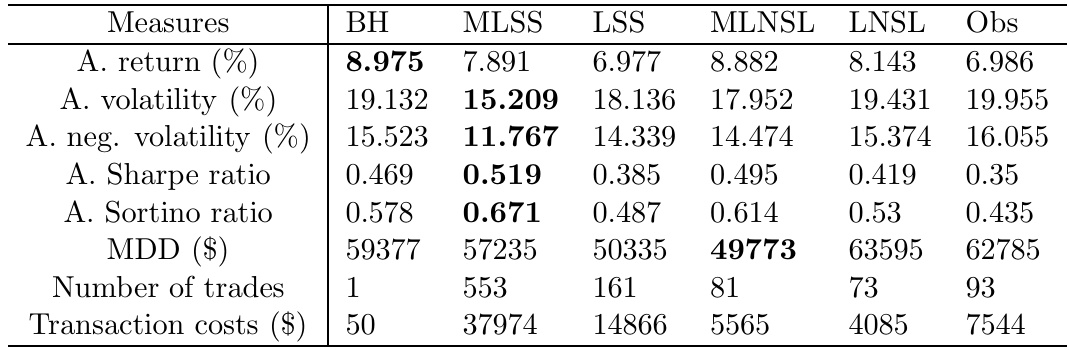 Measures BH MLSS LSS MLNSL LNSL Obs
A. return (%) 8.975 7.891 6.977 8.882 8.143 6.986
A. volatility (%) 19.132 15.209 18.136 17.952 19.431 19.955
A. neg. volatility (%) 15.523 11.767 14.339 14.474 15.374 16.055
A. Sharpe ratio 0.469 0.519 0.385 0.495 0.419 0.35
A. Sortino ratio 0.578 0.671 0.487 0.614 0.53 0.435
MDD ($) 59377 57235 50335 49773 63595 62785
Number of trades 1 553 161 81 73 93
Transaction costs ($) 50 37974 14866 5565 4085 7544